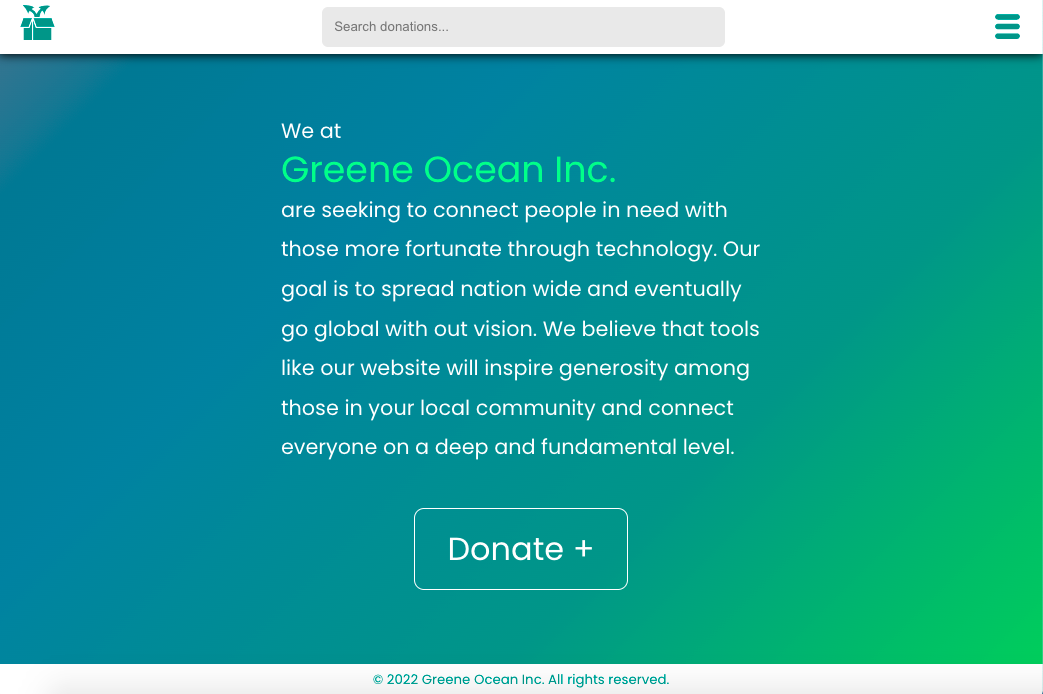 Search donations...
We at
Greene Ocean Inc.
are seeking to connect people in need with
those more fortunate through technology. Our
goal is to spread nation wide and eventually
go global with out vision. We believe that tools
like our website will inspire generosity among
those in your local community and connect
everyone on a deep and fundamental level.
Donate +
© 2022 Greene Ocean Inc. All rights reserved.